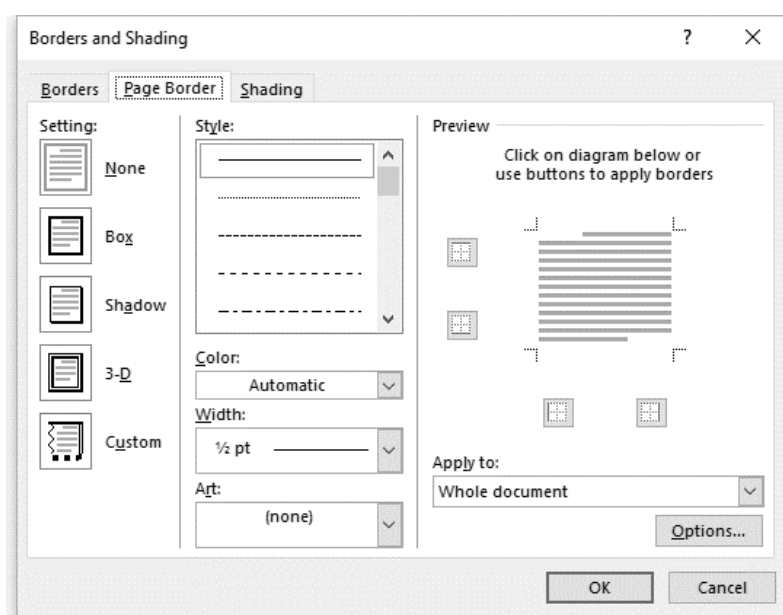 Borders and Shading ?
Borders Page Border Shading
Setting:
None
Box
Shadow
3-D
Custom
Style:
Color:
Automatic
Width:
½ pt
Art:
(none)
Preview
Click on diagram below or
use buttons to apply borders
Apply to:
Whole document
Options...
OK Cancel